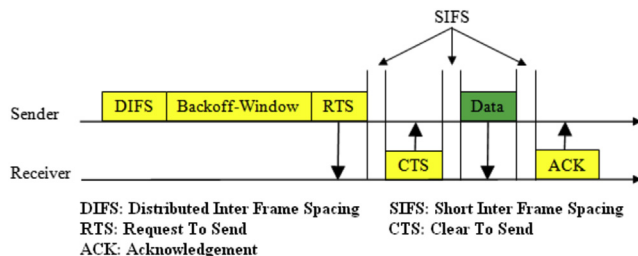 SIFS
Sender DIFS Backoff-Window RTS Data
Receiver CTS ACK
DIFS: Distributed Inter Frame Spacing SIFS: Short Inter Frame Spacing
RTS: Request To Send CTS: Clear To Send
ACK: Acknowledgement